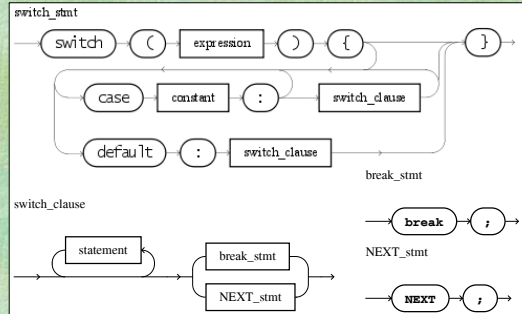 switch_stmt
switch ( expression ) { }
case constant : switch_clause
default : switch_clause
break_stmt
break ;
switch_clause
statement break_stmt
NEXT_stmt
NEXT_stmt
NEXT ;